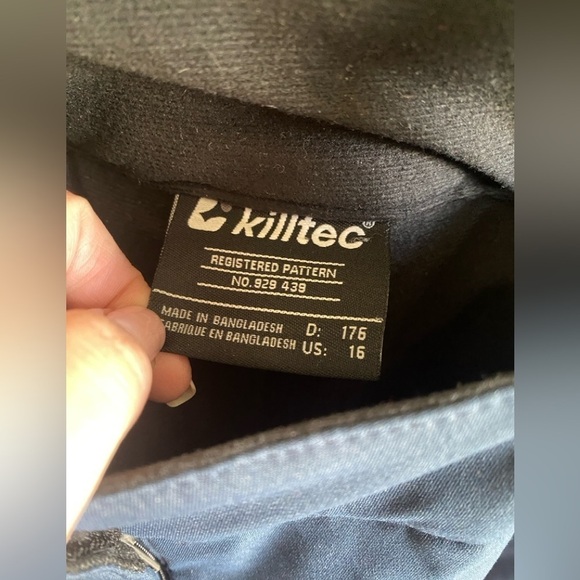 killtec®
REGISTERED PATTERN
NO. 929 439
MADE IN BANGLADESH D: 176
FABRIQUE EN BANGLADESH US: 16